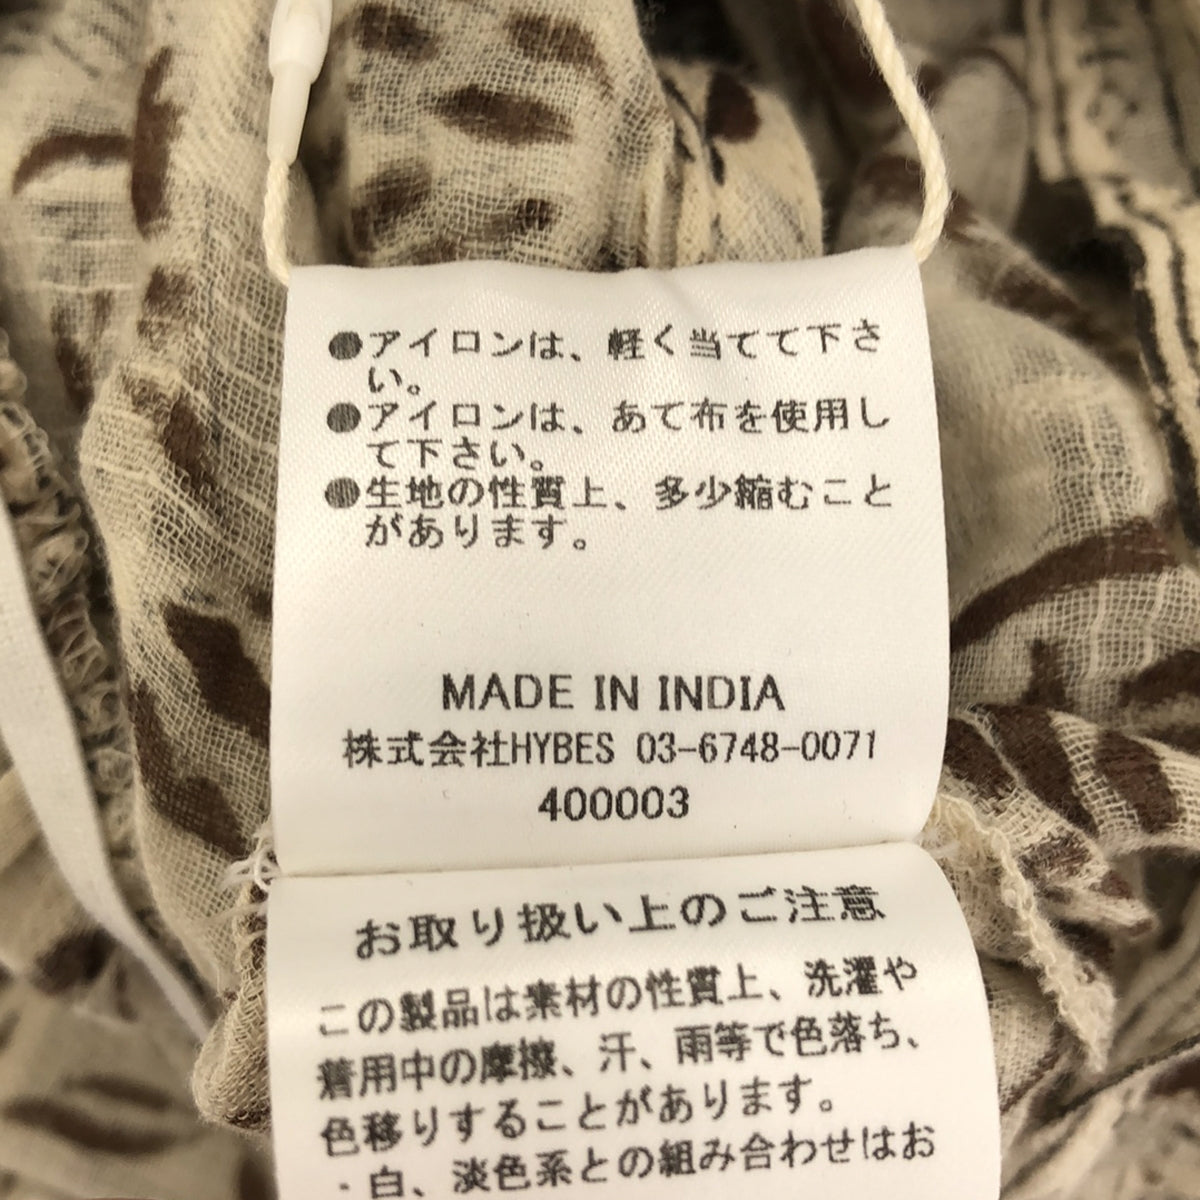 ●アイロンは、軽く当てて下さ
い。
●アイロンは、あて布を使用し
て下さい。
●生地の性質上、多少縮むこと
があります。
MADE IN INDIA
株式会社HYBES 03-6748-0071
400003
お取り扱い上のご注意
この製品は素材の性質上、洗濯や
着用中の摩擦、汗、雨等で色落ち、
色移りすることがあります。
・白、淡色系との組み合わせはお